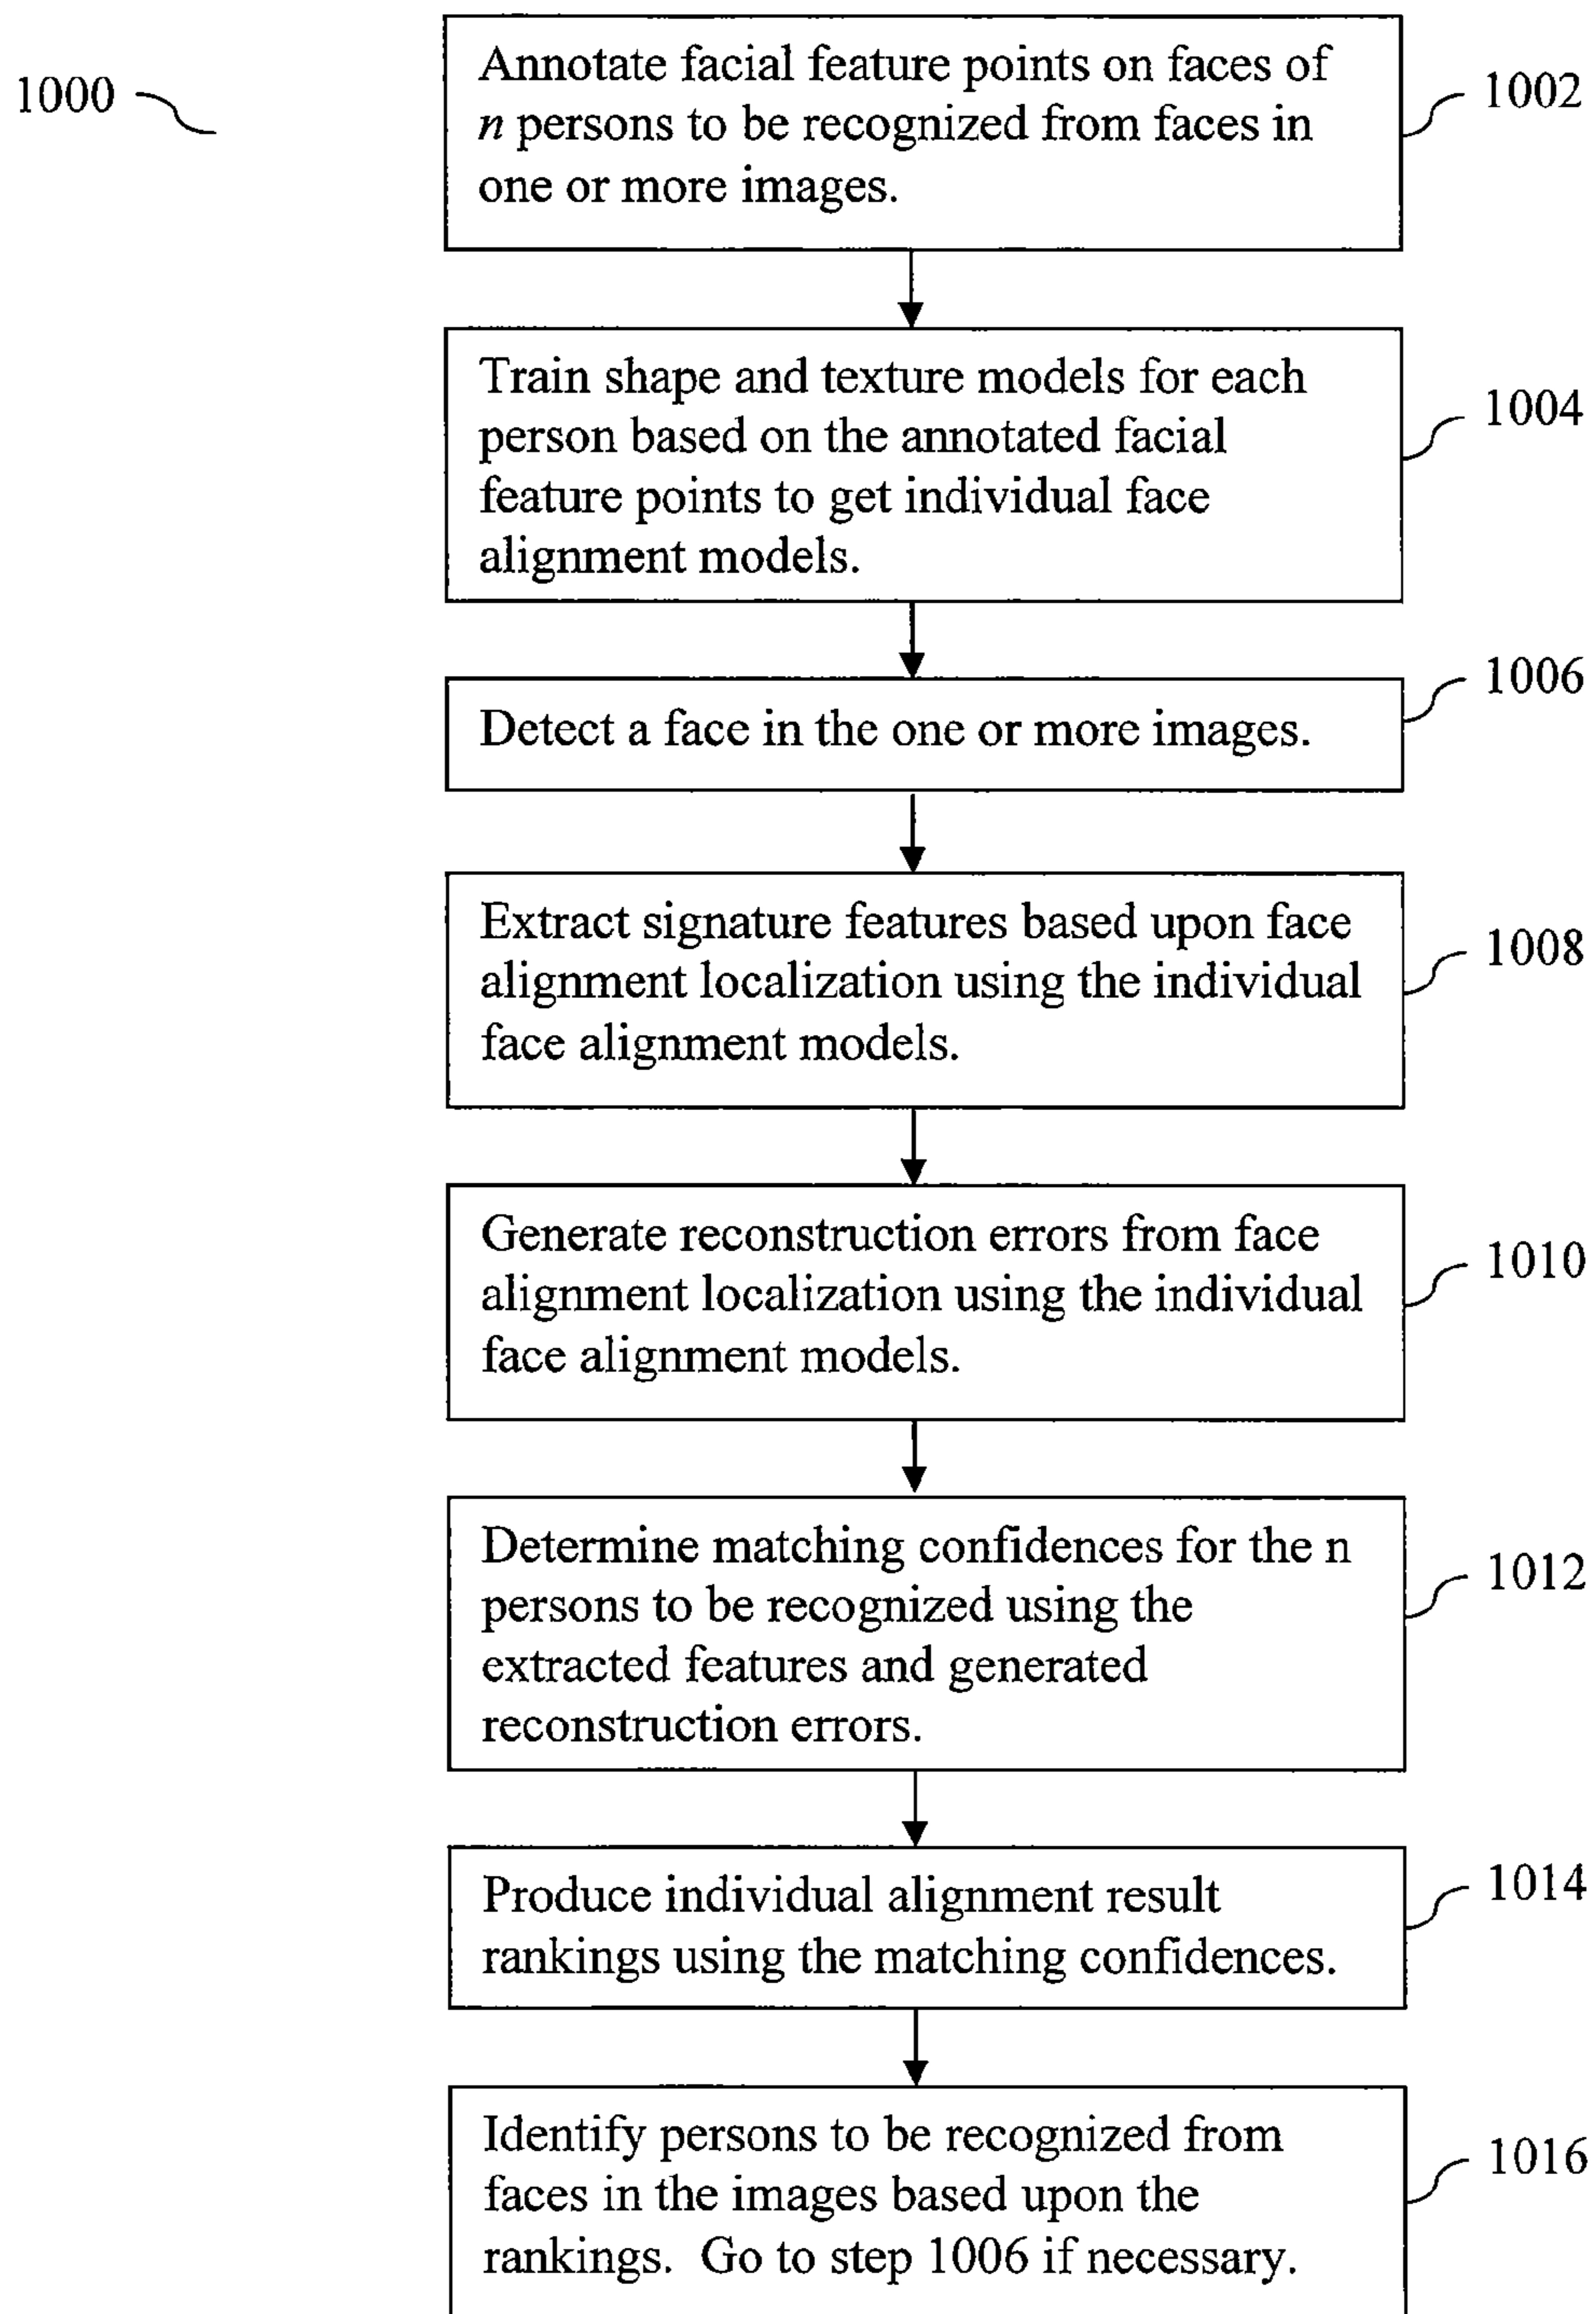 1000
Annotate facial feature points on faces of
n persons to be recognized from faces in
one or more images.
1002
Train shape and texture models for each
person based on the annotated facial
feature points to get individual face
alignment models.
1004
Detect a face in the one or more images.
1006
Extract signature features based upon face
alignment localization using the individual
face alignment models.
1008
Generate reconstruction errors from face
alignment localization using the individual
face alignment models.
1010
Determine matching confidences for the n
persons to be recognized using the
extracted features and generated
reconstruction errors.
1012
Produce individual alignment result
rankings using the matching confidences.
1014
Identify persons to be recognized from
faces in the images based upon the
rankings. Go to step 1006 if necessary.
1016